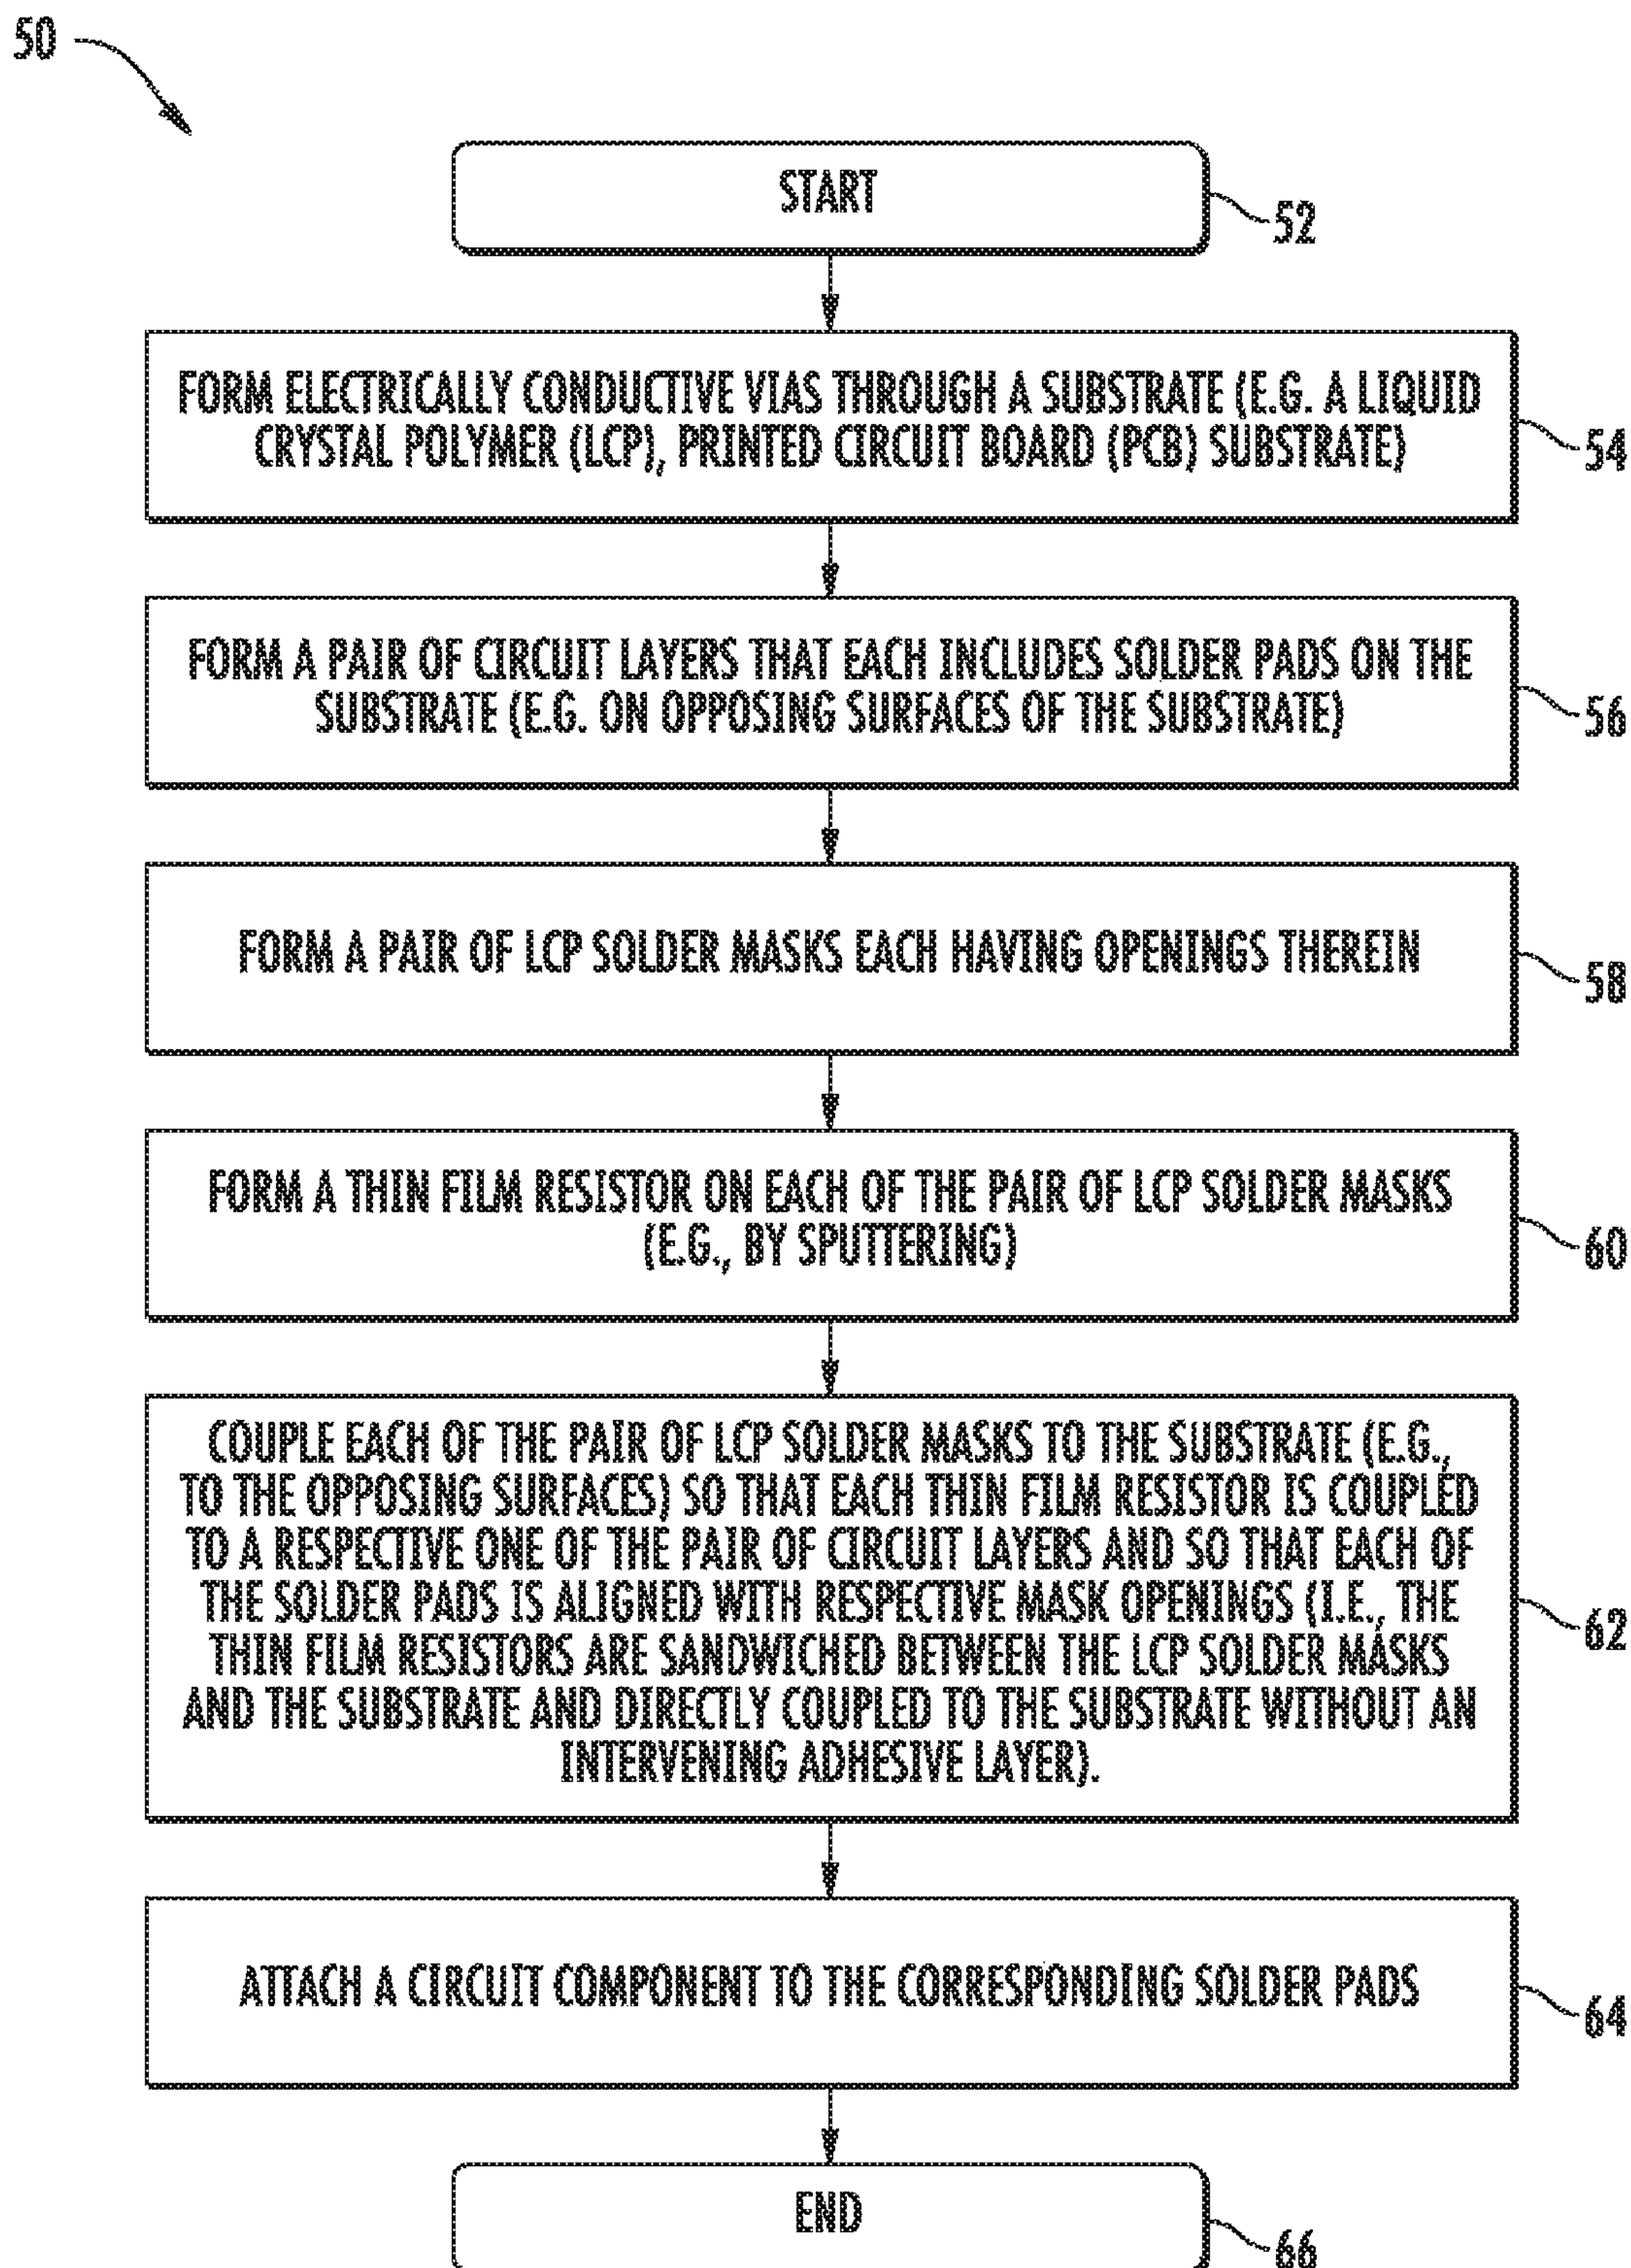 50
START
52
FORM ELECTRICALLY CONDUCTIVE VIAS THROUGH A SUBSTRATE (E.G. A LIQUID
CRYSTAL POLYMER (LCP), PRINTED CIRCUIT BOARD (PCB) SUBSTRATE)
54
FORM A PAIR OF CIRCUIT LAYERS THAT EACH INCLUDES SOLDER PADS ON THE
SUBSTRATE (E.G. ON OPPOSING SURFACES OF THE SUBSTRATE)
56
FORM A PAIR OF LCP SOLDER MASKS EACH HAVING OPENINGS THEREIN
58
FORM A THIN FILM RESISTOR ON EACH OF THE PAIR OF LCP SOLDER MASKS
(E.G., BY SPUTTERING)
60
COUPLE EACH OF THE PAIR OF LCP SOLDER MASKS TO THE SUBSTRATE (E.G.,
TO THE OPPOSING SURFACES) SO THAT EACH THIN FILM RESISTOR IS COUPLED
TO A RESPECTIVE ONE OF THE PAIR OF CIRCUIT LAYERS AND SO THAT EACH OF
THE SOLDER PADS IS ALIGNED WITH RESPECTIVE MASK OPENINGS (I.E., THE
THIN FILM RESISTORS ARE SANDWICHED BETWEEN THE LCP SOLDER MASKS
AND THE SUBSTRATE AND DIRECTLY COUPLED TO THE SUBSTRATE WITHOUT AN
INTERVENING ADHESIVE LAYER).
62
ATTACH A CIRCUIT COMPONENT TO THE CORRESPONDING SOLDER PADS
64
END
66